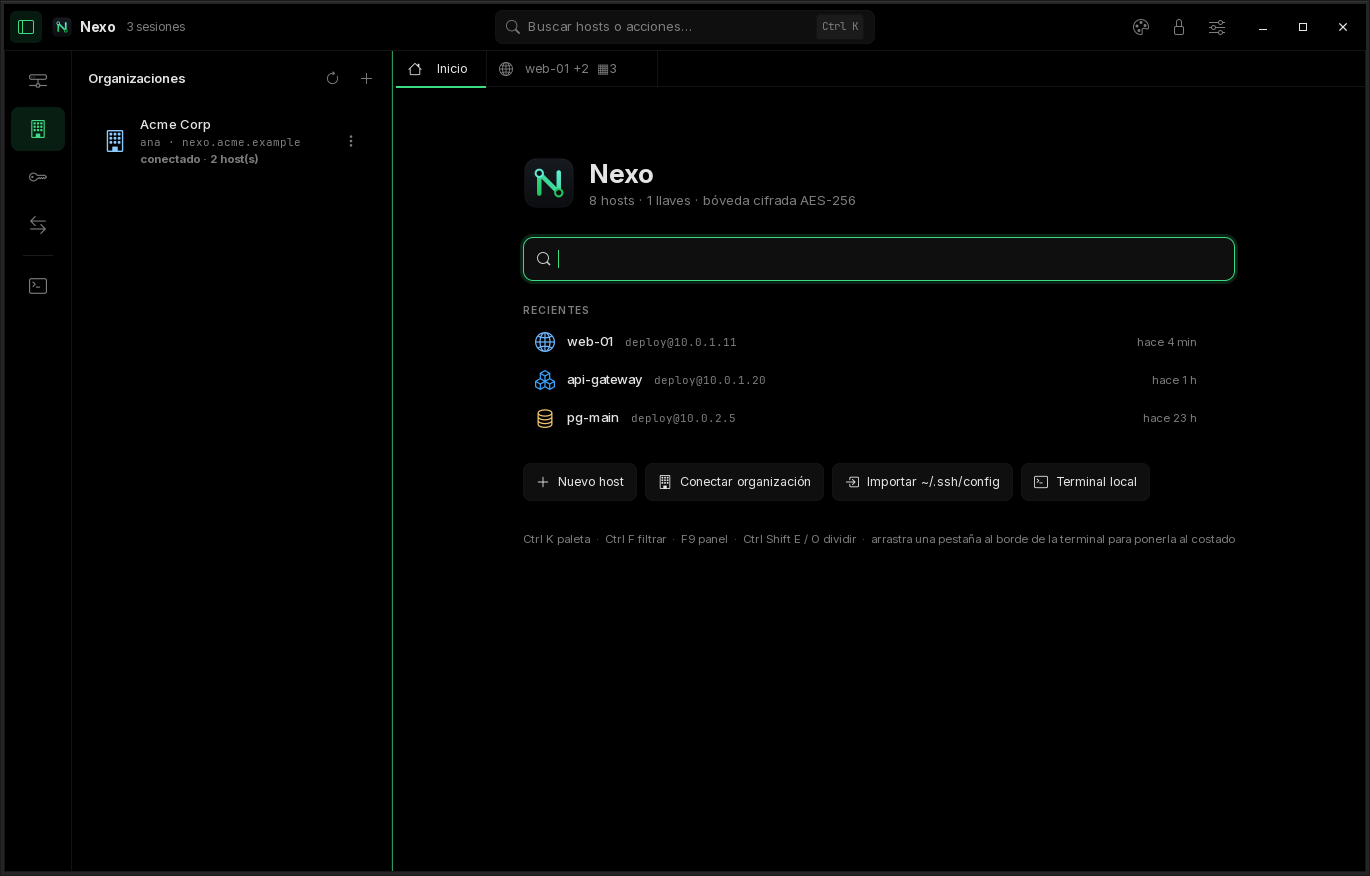 Nexo 3 sesiones
Buscar hosts o acciones... Ctrl K
Organizaciones
Acme Corp
ana · nexo.acme.example
conectado · 2 host(s)
Inicio
web-01 +2 ▦3
Nexo
8 hosts · 1 llaves · bóveda cifrada AES-256
RECIENTES
web-01 deploy@10.0.1.11 hace 4 min
api-gateway deploy@10.0.1.20 hace 1 h
pg-main deploy@10.0.2.5 hace 23 h
Nuevo host
Conectar organización
Importar ~/.ssh/config
Terminal local
Ctrl K paleta · Ctrl F filtrar · F9 panel · Ctrl Shift E / O dividir · arrastra una pestaña al borde de la terminal para ponerla al costado